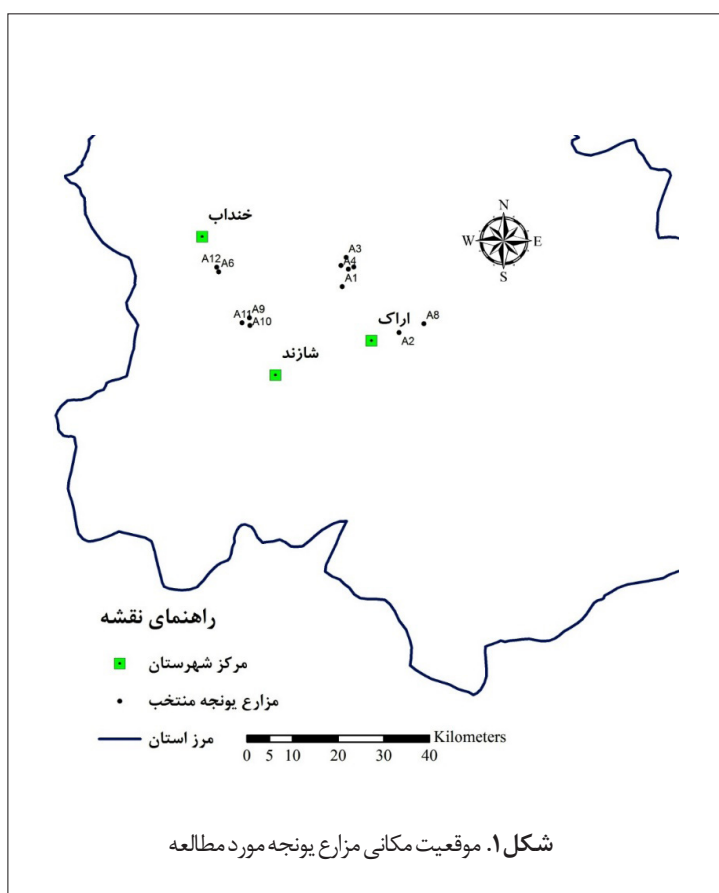 خنداب
N
W E
S
A3
A4
A12 A6
A1
A9
A11 A10
اراک
A8
A2
شازند
راهنمای نقشه
مرکز شهرستان
مزارع یونجه منتخب
مرز استان
Kilometers
0 5 10 20 30 40
شکل ۱. موقعیت مکانی مزارع یونجه مورد مطالعه